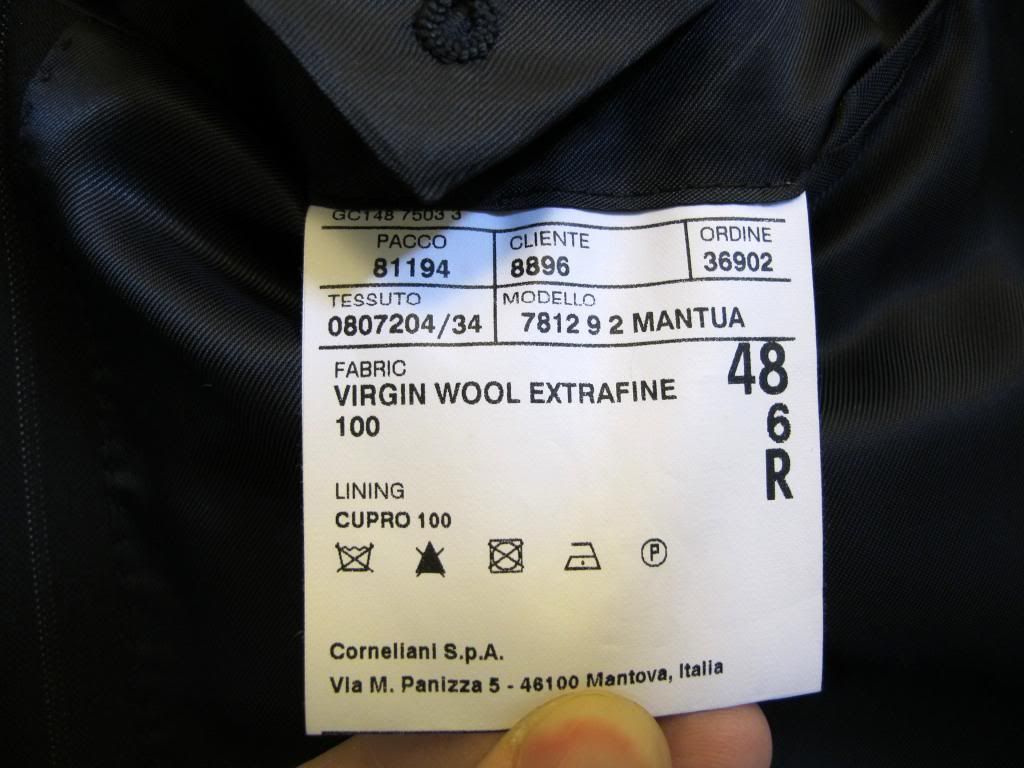 GC148 7503 3
PACCO CLIENTE ORDINE
81194 8896 36902
TESSUTO MODELLO
0807204/34 7812 9 2 MANTUA
48
FABRIC
VIRGIN WOOL EXTRAFINE
100
6
R
LINING
CUPRO 100
P
Corneliani S.p.A.
Via M. Panizza 5 - 46100 Mantova, Italia